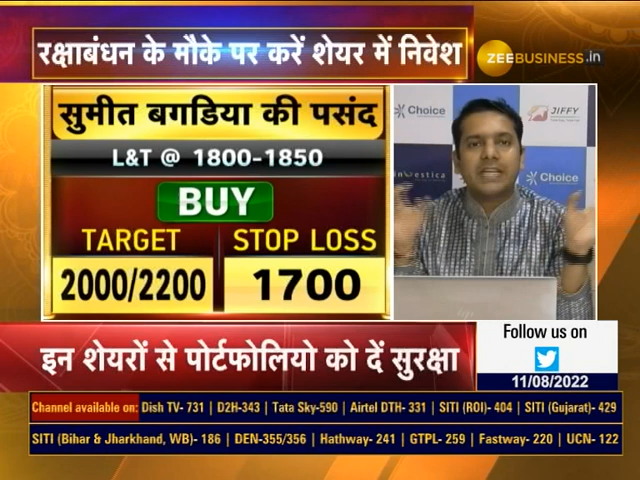 रक्षाबंधन के मौके पर करें शेयर में निवेश
ZEEBUSINESS.in
सुमीत बगडिया की पसंद
L&T @ 1800-1850
BUY
TARGET
STOP LOSS
2000/2200
1700
Choice
JIFFY
investica
Choice
इन शेयरों से पोर्टफोलियो को दें सुरक्षा
Follow us on
11/08/2022
Channel available on: Dish TV- 731 | D2H-343 | Tata Sky-590 | Airtel DTH- 331 | SITI (ROI)- 404 | SITI (Gujarat)- 429
SITI (Bihar & Jharkhand, WB)- 186 | DEN-355/356 | Hathway- 241 | GTPL- 259 | Fastway- 220 | UCN- 122